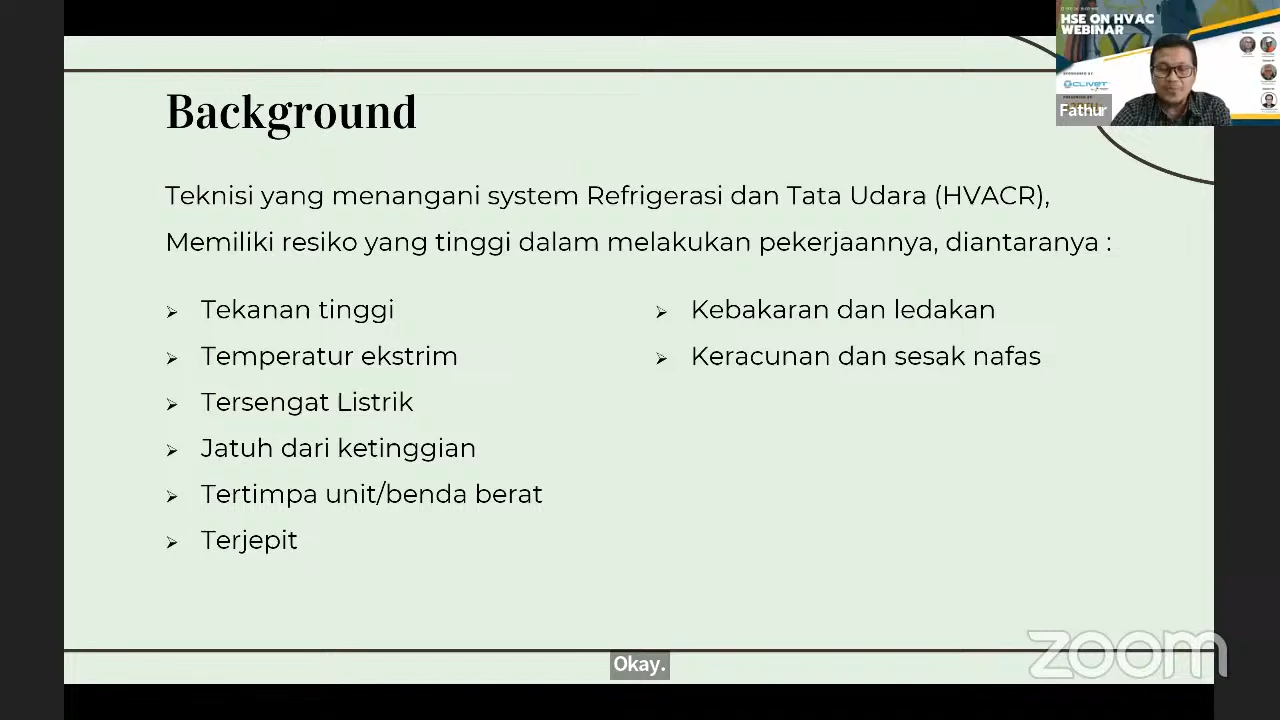 HSE ON HVAC
WEBINAR
CLIVET
Fathur
Background
Teknisi yang menangani system Refrigerasi dan Tata Udara (HVACR),
Memiliki resiko yang tinggi dalam melakukan pekerjaannya, diantaranya :
Tekanan tinggi
Temperatur ekstrim
Tersengat Listrik
Jatuh dari ketinggian
Tertimpa unit/benda berat
Terjepit
Kebakaran dan ledakan
Keracunan dan sesak nafas
Okay.
zoom